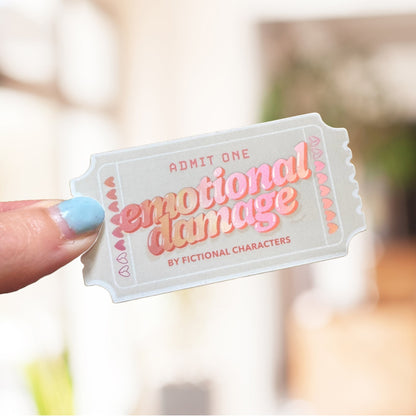 ADMIT ONE
emotional
damage
BY FICTIONAL CHARACTERS